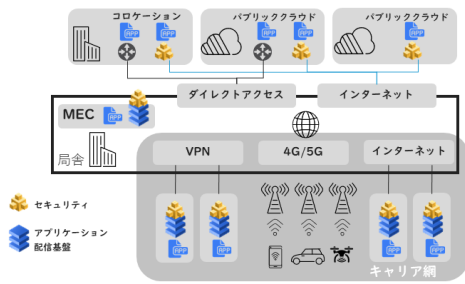 コロケーション
パブリッククラウド
パブリッククラウド
APP
APP
APP
APP
APP
ダイレクトアクセス
インターネット
MEC
APP
局舎
VPN
4G/5G
インターネット
セキュリティ
アプリケーション
配信基盤
APP
APP
APP
APP
キャリア網